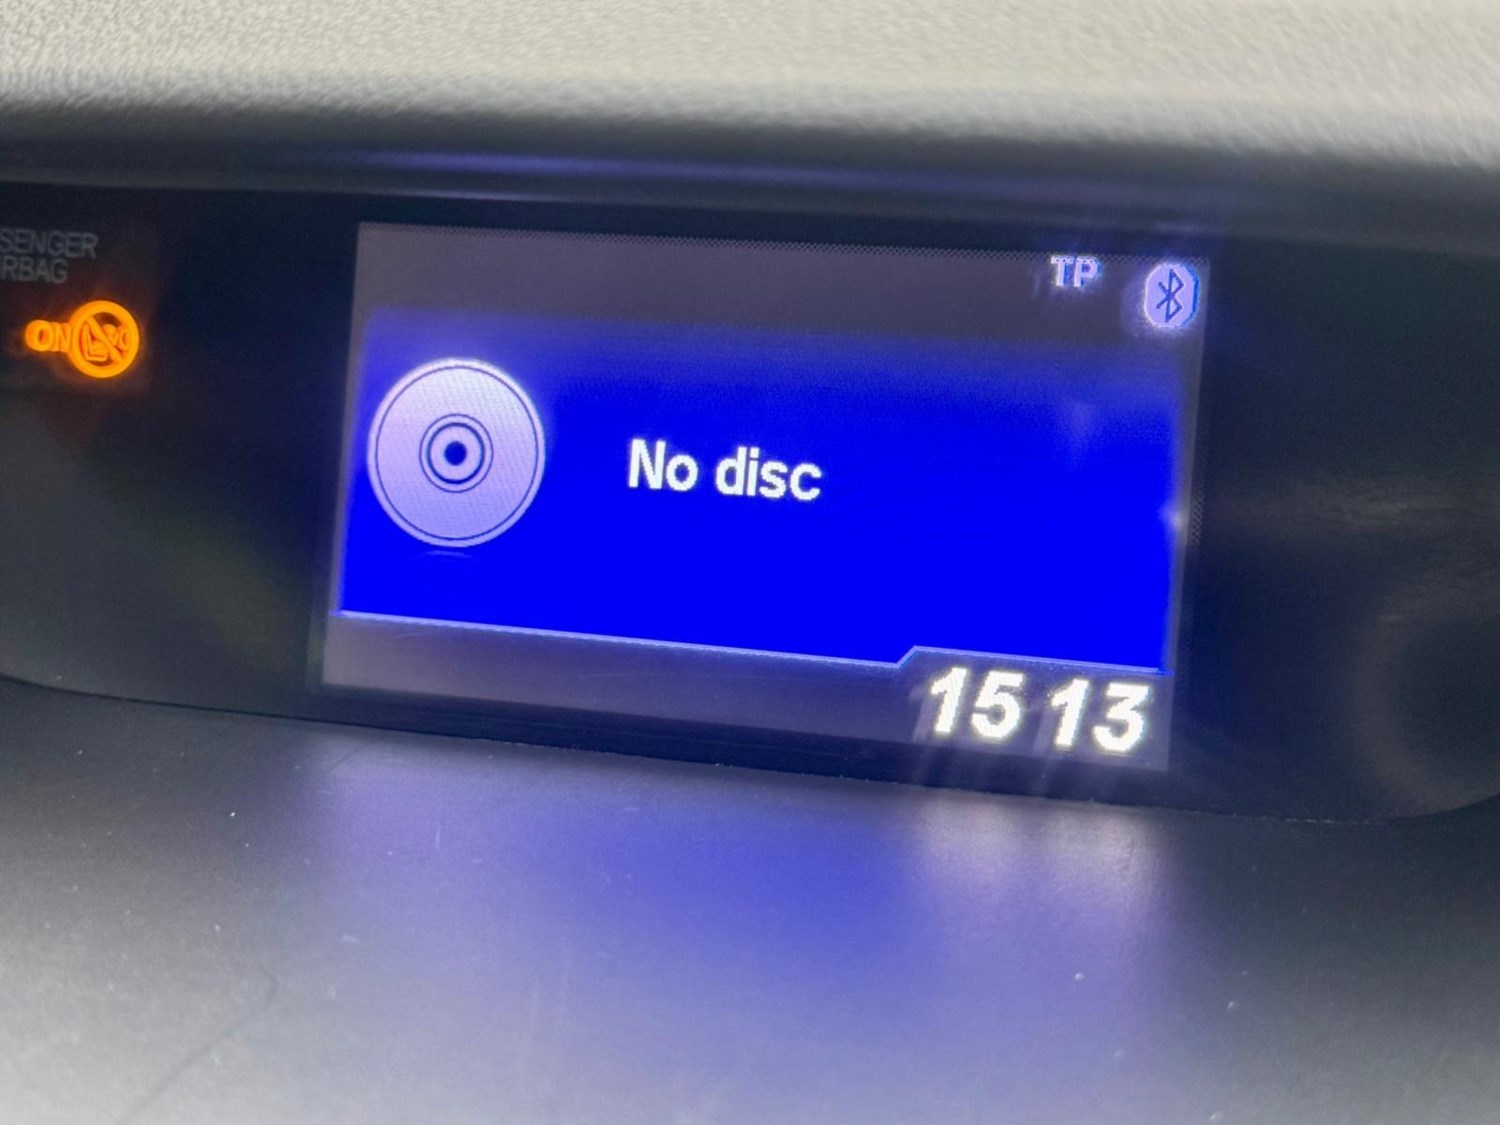 SENGER
RBAG
ON
TP
No disc
15 13